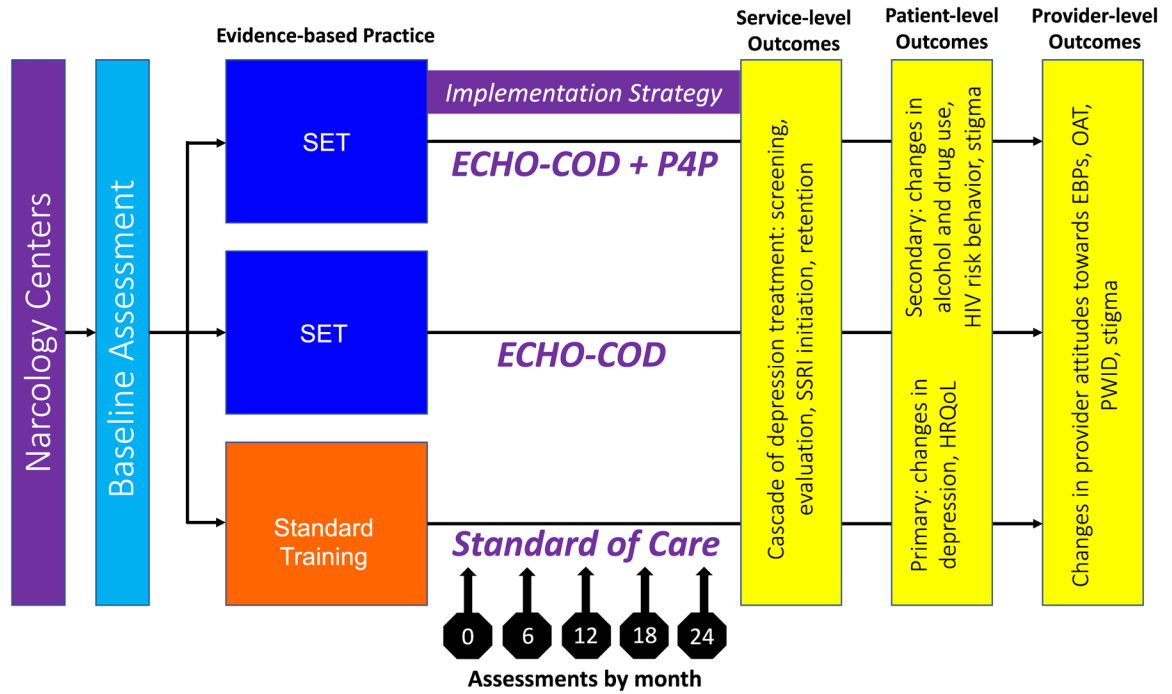 Evidence-based Practice
Service-level
Outcomes
Patient-level
Outcomes
Provider-level
Outcomes
Narcology Centers
Baseline Assessment
SET
Implementation Strategy
ECHO-COD + P4P
SET
ECHO-COD
Standard
Training
Standard of Care
0
6
12
18
24
Assessments by month
Cascade of depression treatment: screening,
evaluation, SSRI initiation, retention
Secondary: changes in
alcohol and drug use,
HIV risk behavior, stigma
Primary: changes in
depression, HRQoL
Changes in provider attitudes towards EBPs, OAT,
PWID, stigma